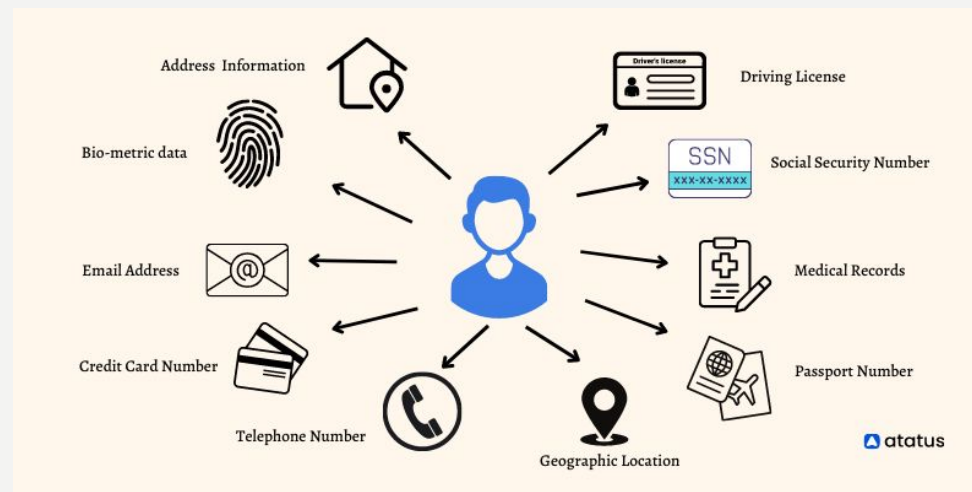 Address Information
Driver's license
Driving License
Bio-metric data
SSN
XXX-XX-XXXX
Social Security Number
Email Address
@
Medical Records
Credit Card Number
Passport Number
Telephone Number
Geographic Location
atatus